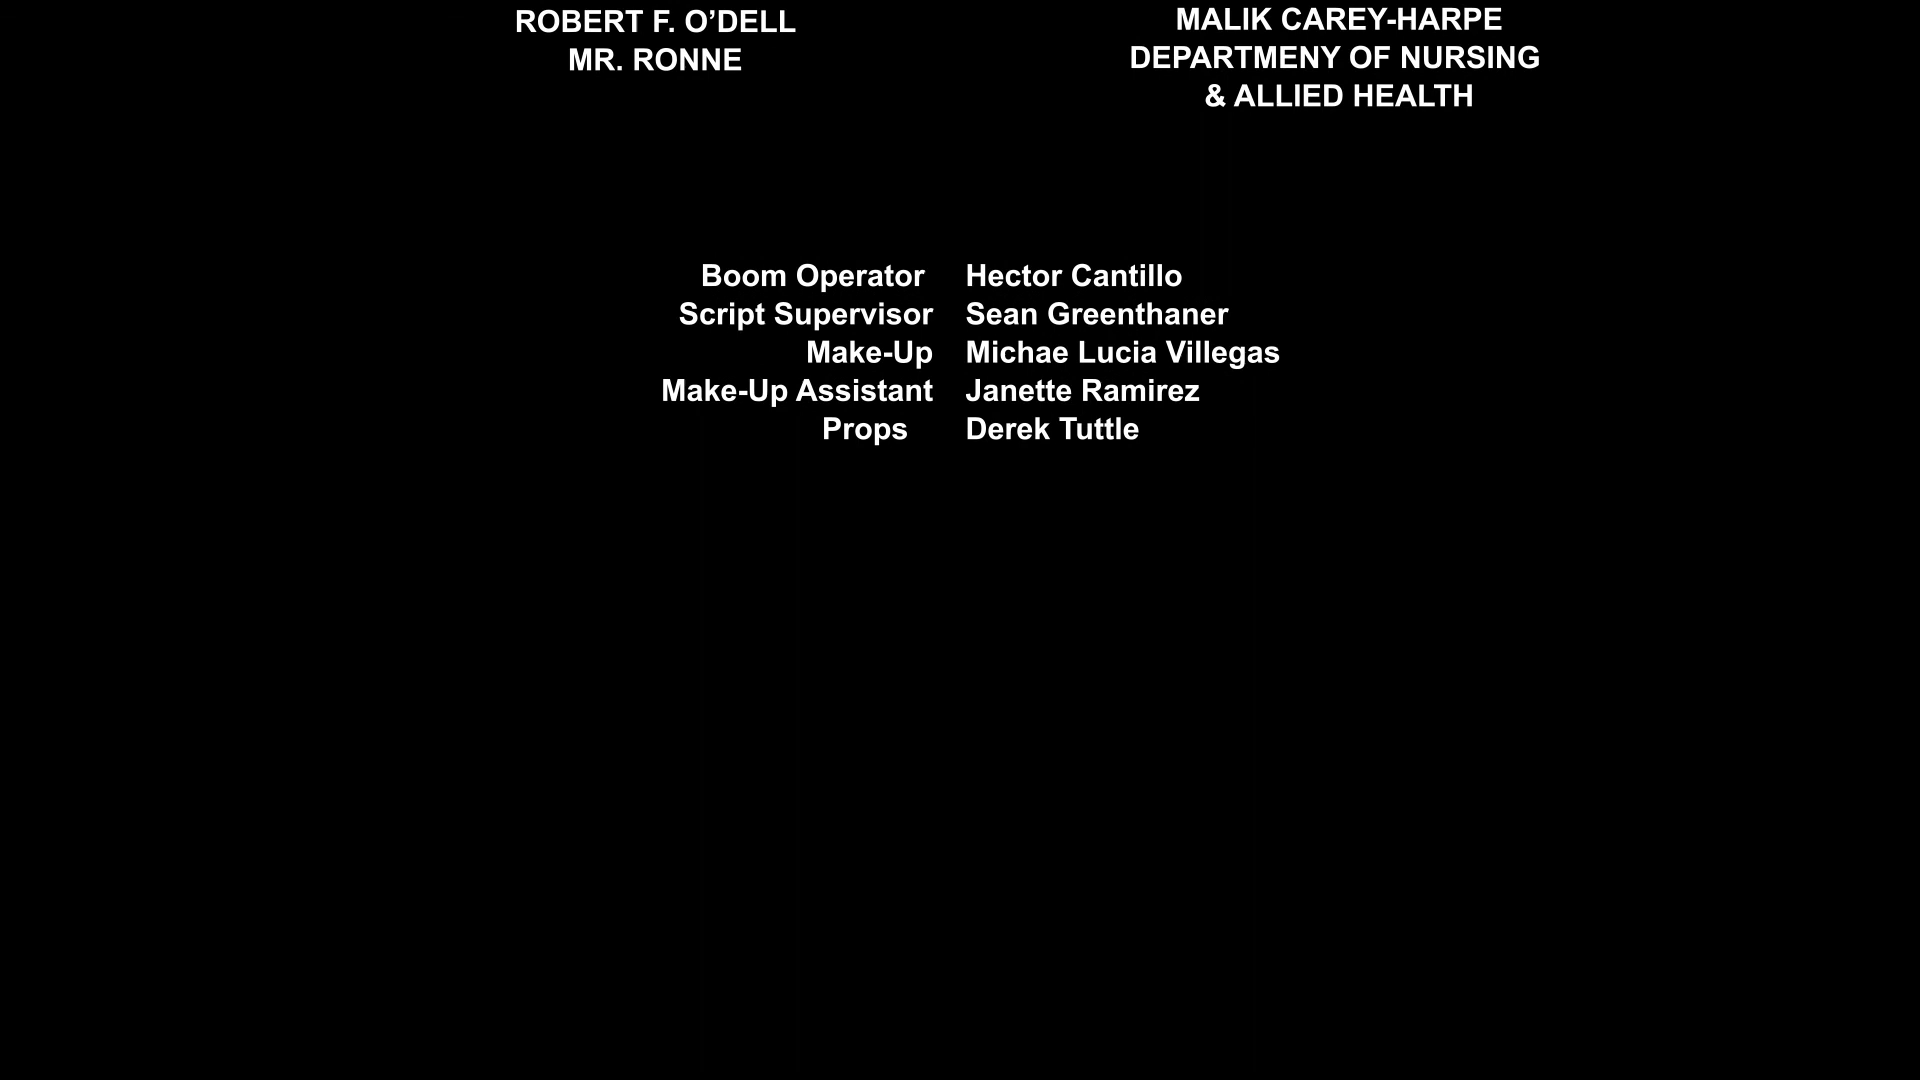 ROBERT F. O’DELL
MR. RONNE
MALIK CAREY-HARPE
DEPARTMENY OF NURSING
& ALLIED HEALTH
Boom Operator Hector Cantillo
Script Supervisor Sean Greenthaner
Make-Up Michae Lucia Villegas
Make-Up Assistant Janette Ramirez
Props Derek Tuttle